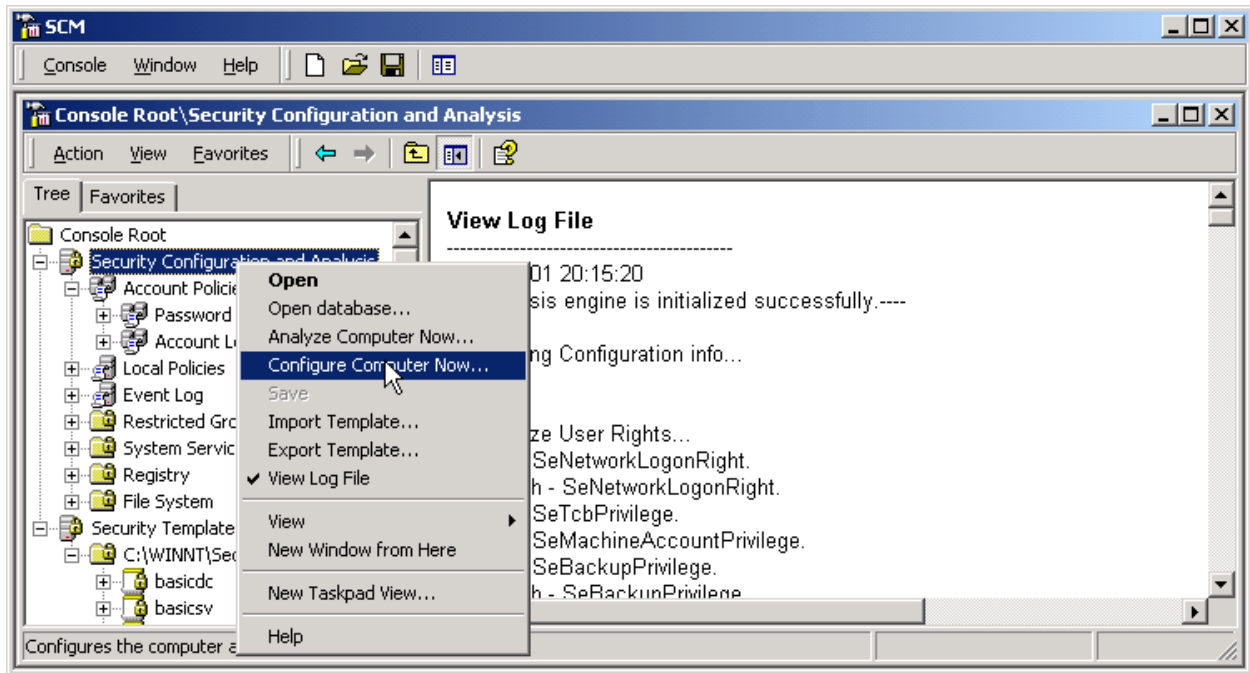 SCM
Console Window Help
Console Root\Security Configuration and Analysis
Action View Favorites
Tree Favorites
Console Root
Security Configuration and Analysis
Account Policie
Password
Account L
Local Policies
Event Log
Restricted Gro
System Servic
Registry
File System
Security Template
C:\WINNT\Sec
basicdc
basicsv
Open
Open database...
Analyze Computer Now...
Configure Computer Now...
Save
Import Template...
Export Template...
View Log File
View
New Window from Here
New Taskpad View...
Help
View Log File
-------------------------------------------
01 20:15:20
sis engine is initialized successfully.----
ng Configuration info...
ze User Rights...
SeNetworkLogonRight.
h - SeNetworkLogonRight.
SeTcbPrivilege.
SeMachineAccountPrivilege.
SeBackupPrivilege.
h - SeBackupPrivilege
Configures the computer a